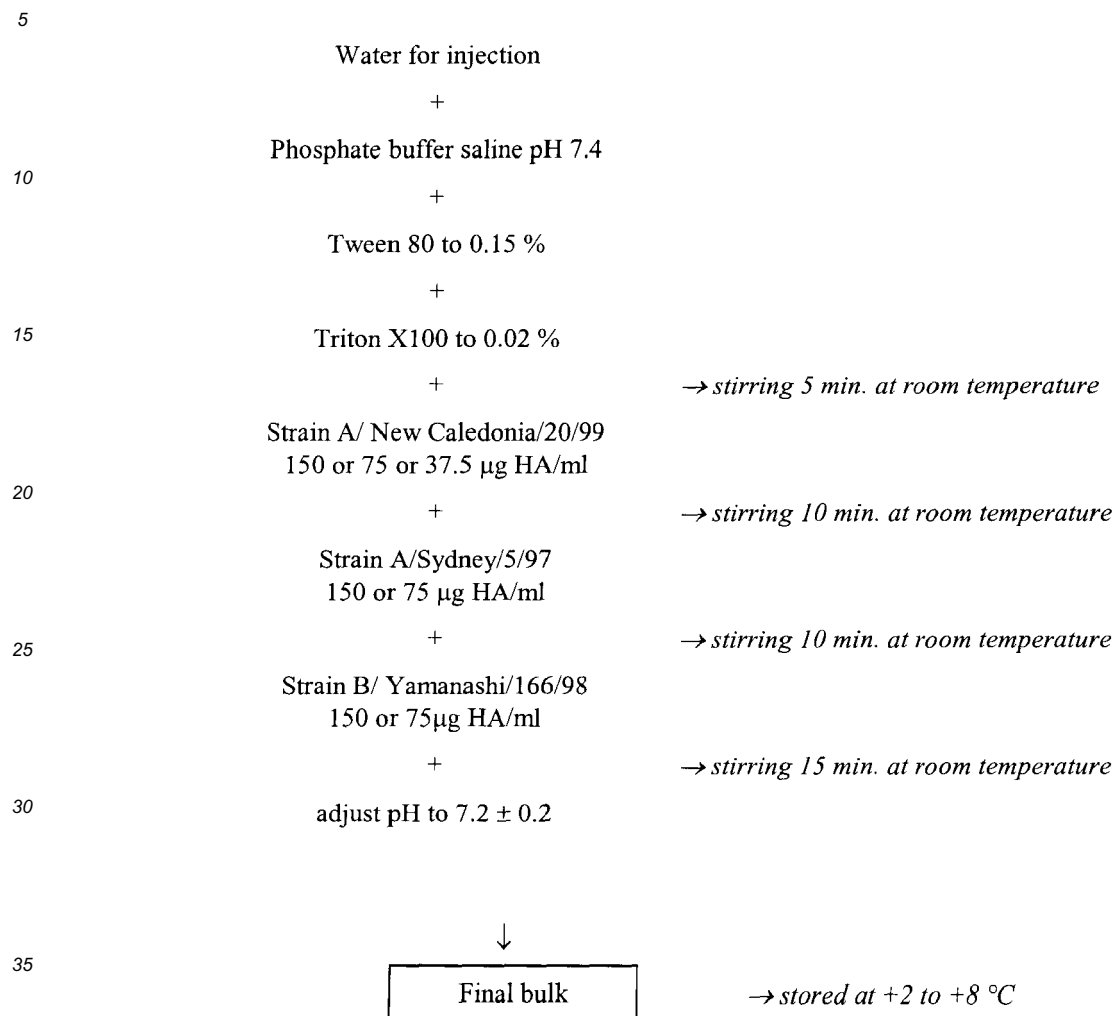 5
Water for injection
+
Phosphate buffer saline pH 7.4
10
+
Tween 80 to 0.15 %
+
15
Triton X100 to 0.02 %
+ → stirring 5 min. at room temperature
Strain A/ New Caledonia/20/99
150 or 75 or 37.5 µg HA/ml
20
+ → stirring 10 min. at room temperature
Strain A/Sydney/5/97
150 or 75 µg HA/ml
25
+ → stirring 10 min. at room temperature
Strain B/ Yamanashi/166/98
150 or 75µg HA/ml
+ → stirring 15 min. at room temperature
30
adjust pH to 7.2 ± 0.2
↓
35
Final bulk → stored at +2 to +8 °C